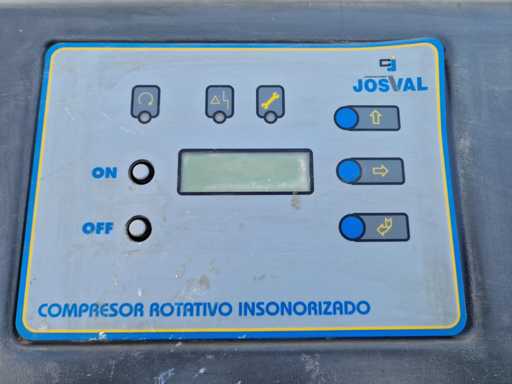 JOSVAL
ON
OFF
COMPRESOR ROTATIVO INSONORIZADO